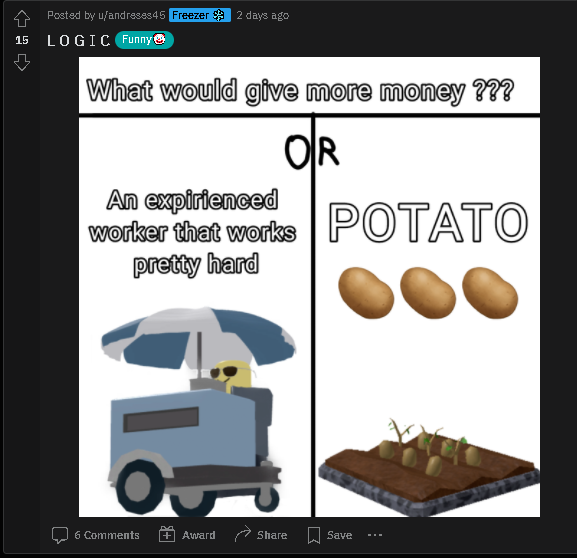 Posted by u/andreses45 Freezer 2 days ago
15
L O G I C Funny
What would give more money ???
OR
An expirienced
worker that works
pretty hard
POTATO
6 Comments Award Share Save ...